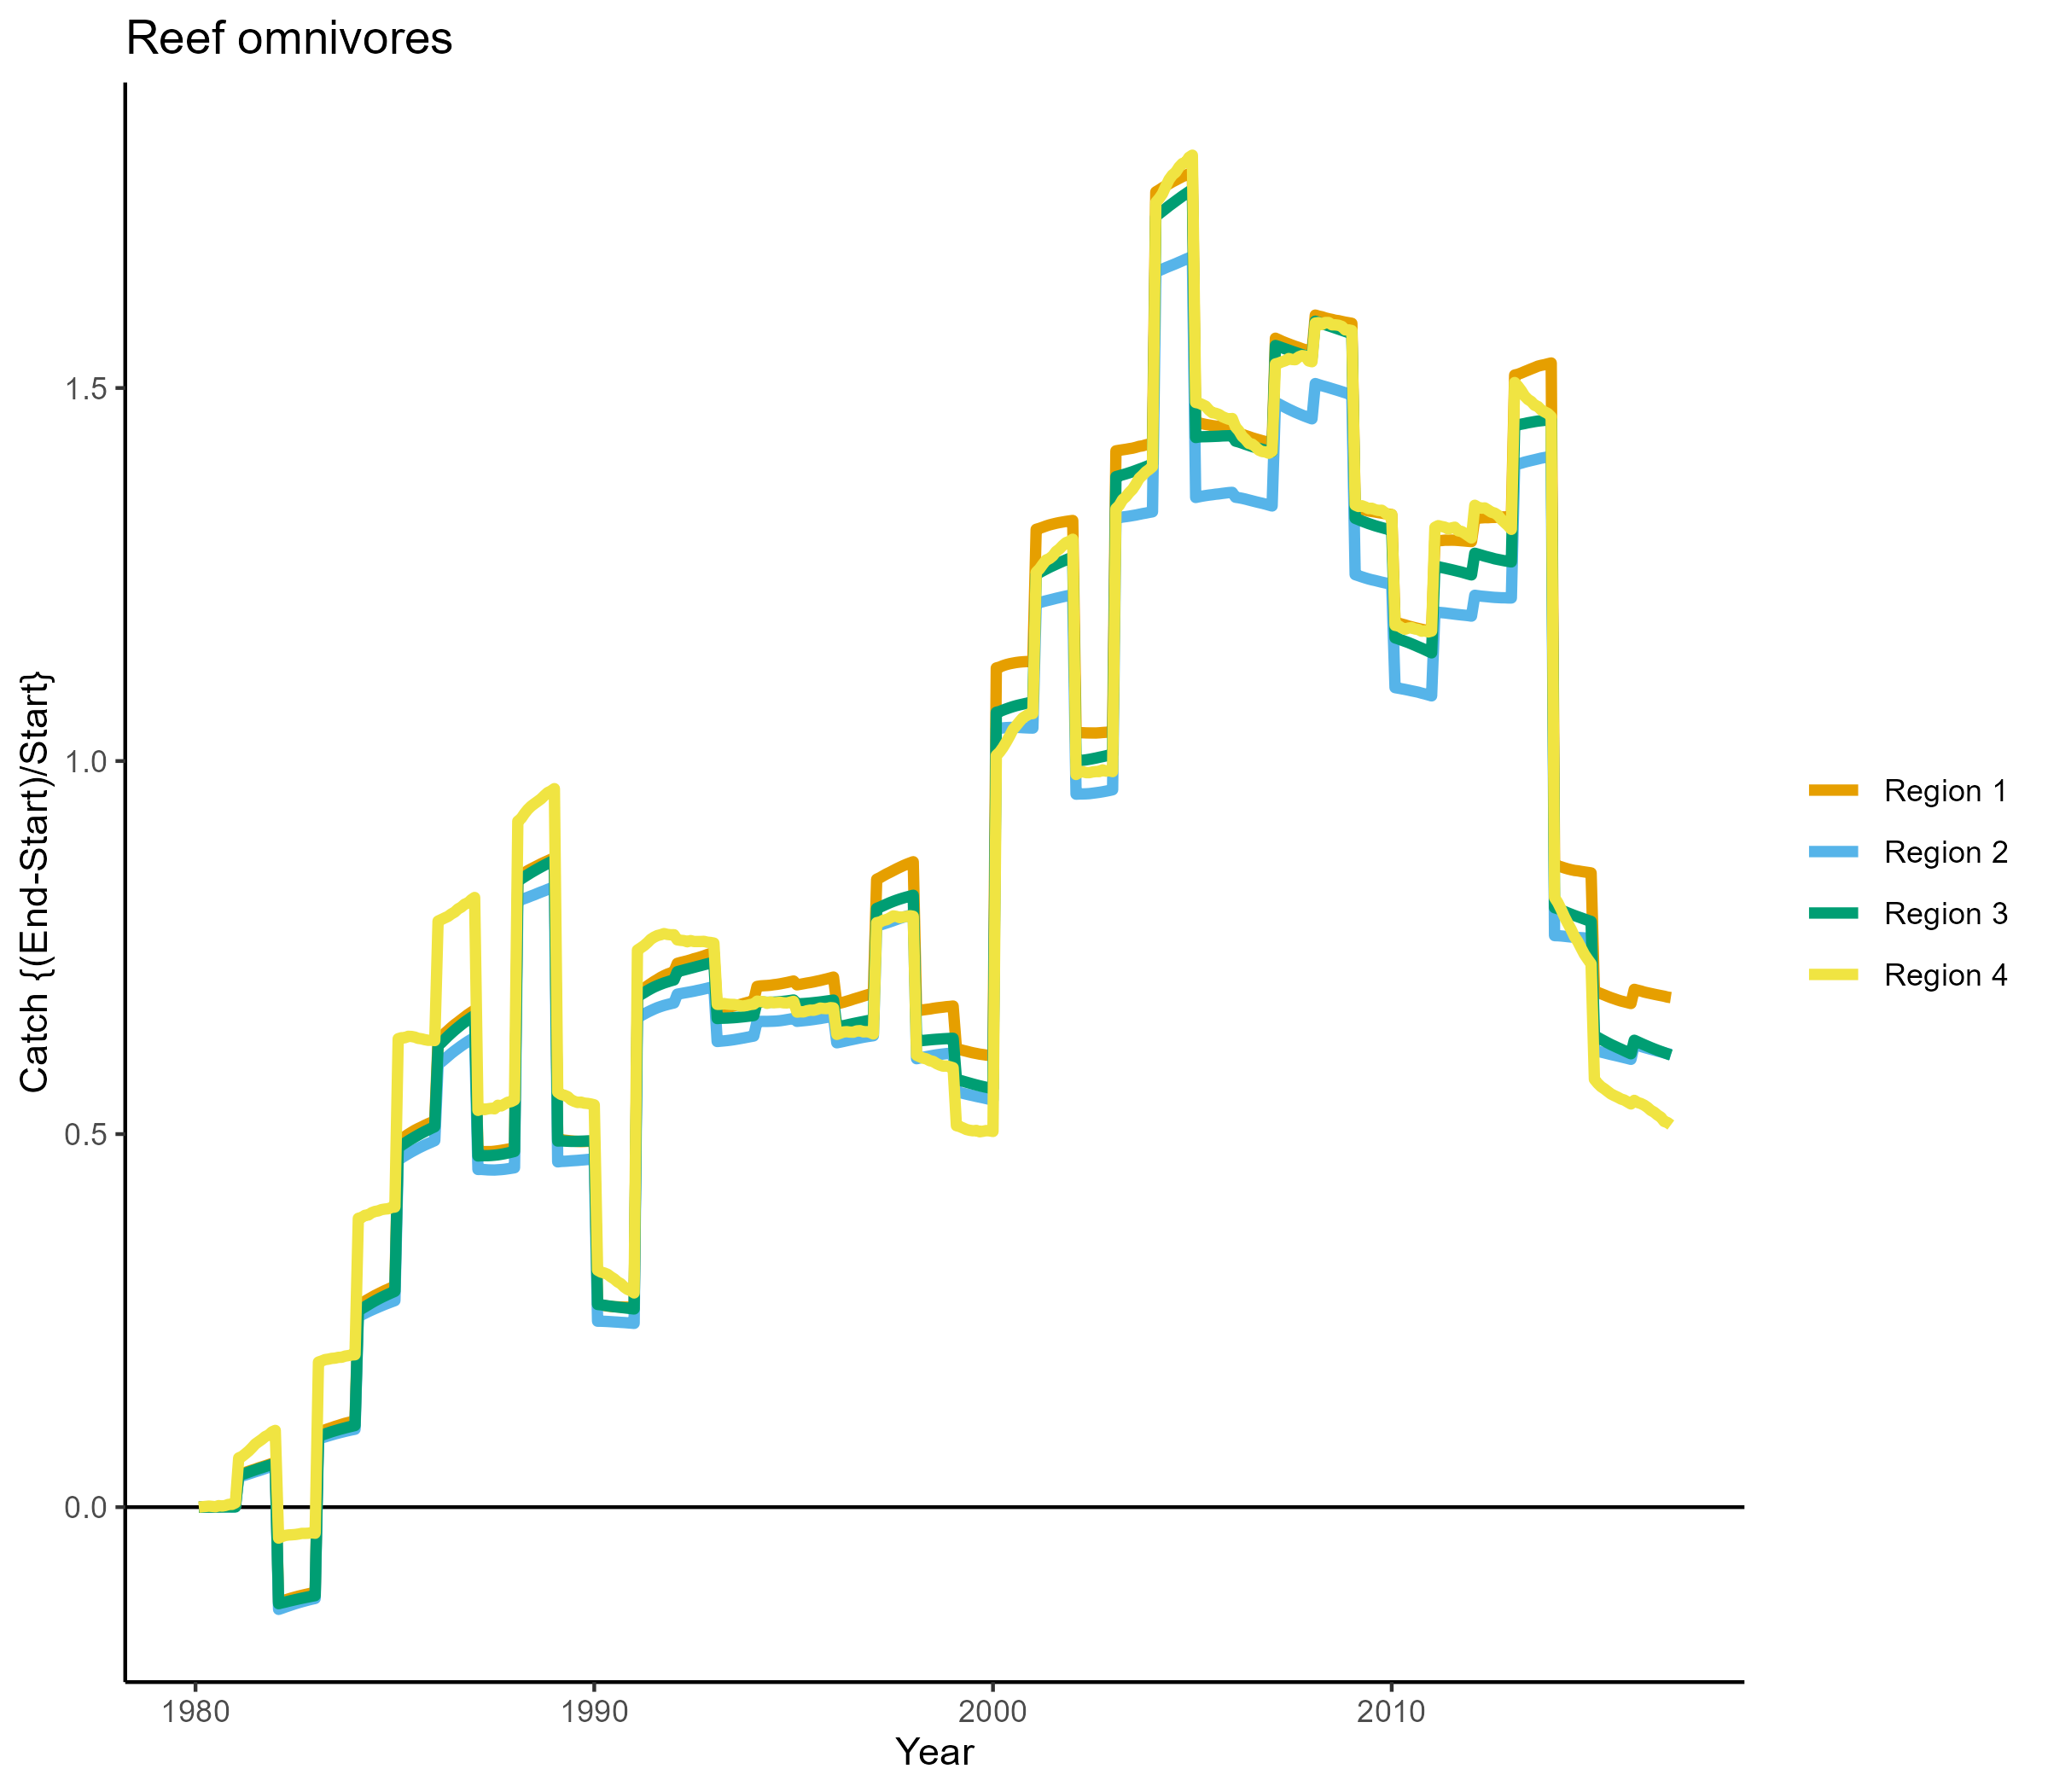 Reef omnivores
Catch {(End-Start)/Start}
1.5
1.0
0.5
0.0
1980
1990
2000
2010
Year
Region 1
Region 2
Region 3
Region 4